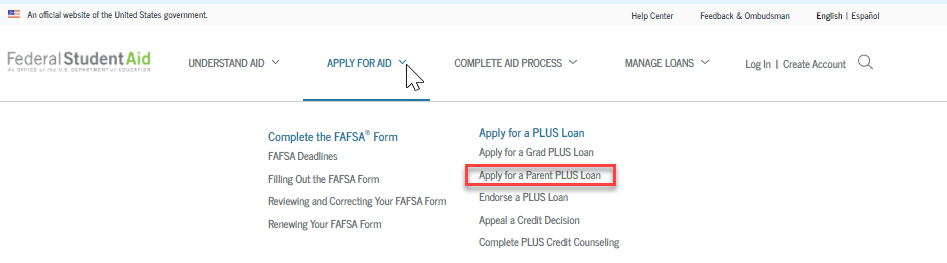 An official website of the United States government.
Help Center
Feedback & Ombudsman
English | Español
Federal Student Aid
An OFFICE of the U.S. DEPARTMENT of EDUCATION
UNDERSTAND AID
APPLY FOR AID
COMPLETE AID PROCESS
MANAGE LOANS
Log In | Create Account
Complete the FAFSA® Form
FAFSA Deadlines
Filling Out the FAFSA Form
Reviewing and Correcting Your FAFSA Form
Renewing Your FAFSA Form
Apply for a PLUS Loan
Apply for a Grad PLUS Loan
Apply for a Parent PLUS Loan
Endorse a PLUS Loan
Appeal a Credit Decision
Complete PLUS Credit Counseling